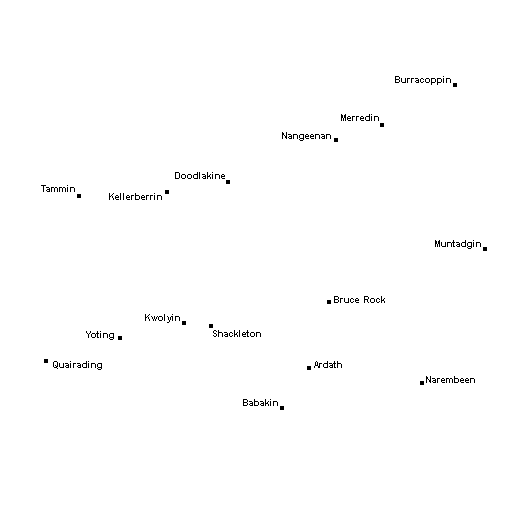 Burracoppin
Merredin
Nangeenan
Doodlakine
Tammin
Kellerberrin
Muntadgin
Bruce Rock
Kwolyin
Shackleton
Yoting
Quairading
Ardath
Narembeen
Babakin